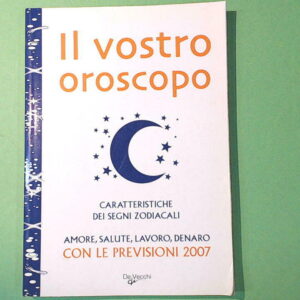 Il vostro
oroscopo
CARATTERISTICHE
DEI SEGNI ZODIACALI
AMORE, SALUTE, LAVORO, DENARO
CON LE PREVISIONI 2007
De Vecchi